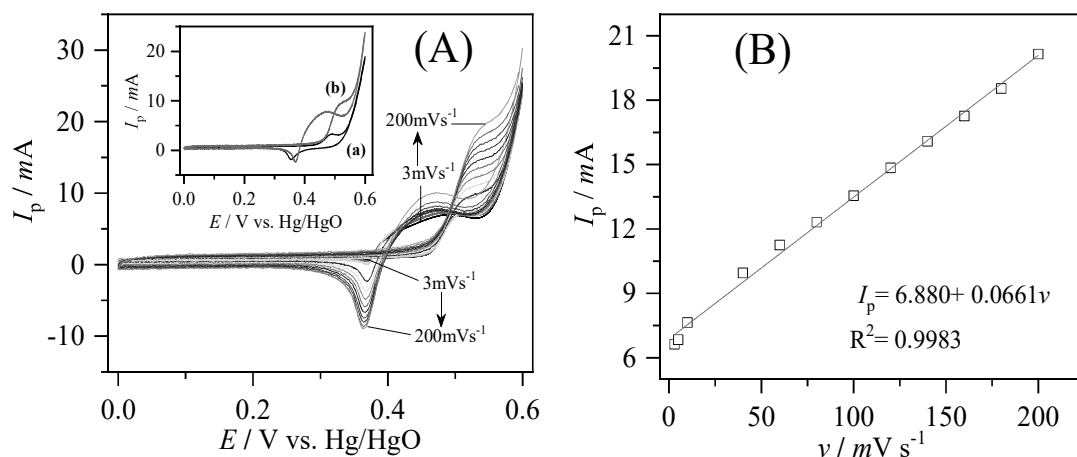 (A)
30
20
10
0
-10
I_p / mA
0.0 0.2 0.4 0.6
E / V vs. Hg/HgO
200mVs⁻¹
3mVs⁻¹
3mVs⁻¹
200mVs⁻¹
20
10
0
I_p / mA
(b)
(a)
0.0 0.2 0.4 0.6
E / V vs. Hg/HgO
(B)
21
18
15
12
9
6
I_p / mA
I_p= 6.880+ 0.0661v
R²= 0.9983
0 50 100 150 200
v / mV s⁻¹